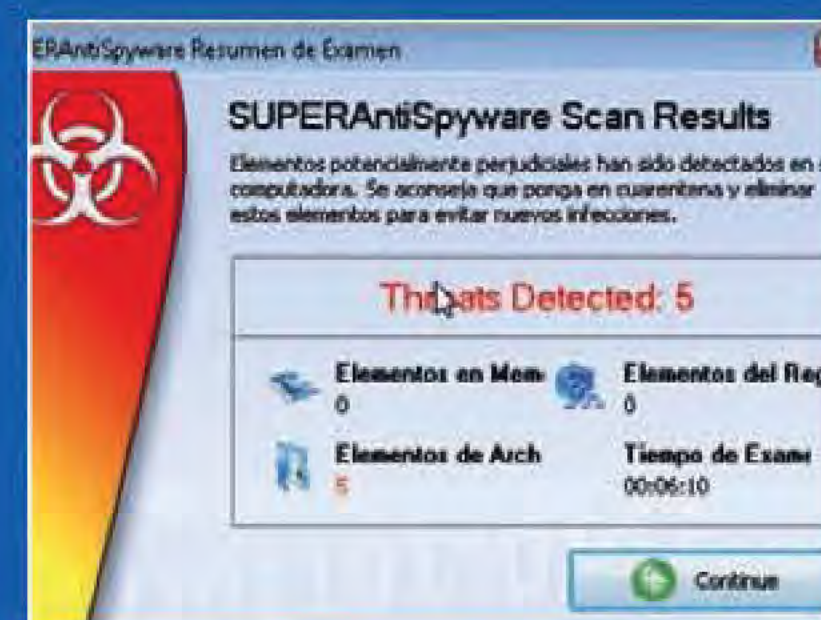 ERAntiSpyware Resumen de Examen
SUPERAntiSpyware Scan Results
Elementos potencialmente perjudiciales han sido detectados en s
computadora. Se aconseja que ponga en cuarentena y eliminar
estos elementos para evitar nuevos infecciones.
Threats Detected: 5
Elementos en Mem
0
Elementos del Reg
0
Elementos de Arch
5
Tiempo de Exame
00:06:10
Continue